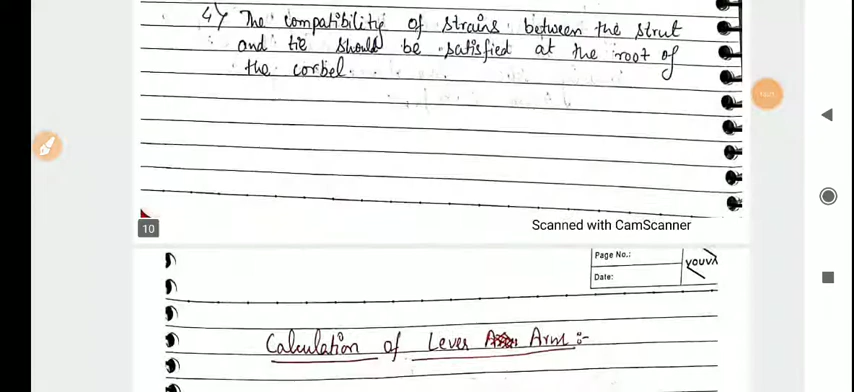 4) The compatibility of strains between the strut
and tie should be satisfied at the root of
the corbel.
10
Scanned with CamScanner
Page No.:
Date:
YOUVA
Calculation of Lever Arm :-